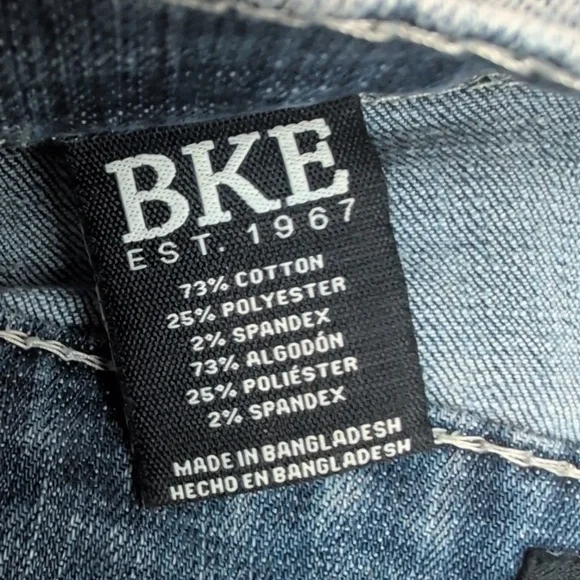 BKE
EST. 1967
73% COTTON
25% POLYESTER
2% SPANDEX
73% ALGODÓN
25% POLIÉSTER
2% SPANDEX
MADE IN BANGLADESH
HECHO EN BANGLADESH